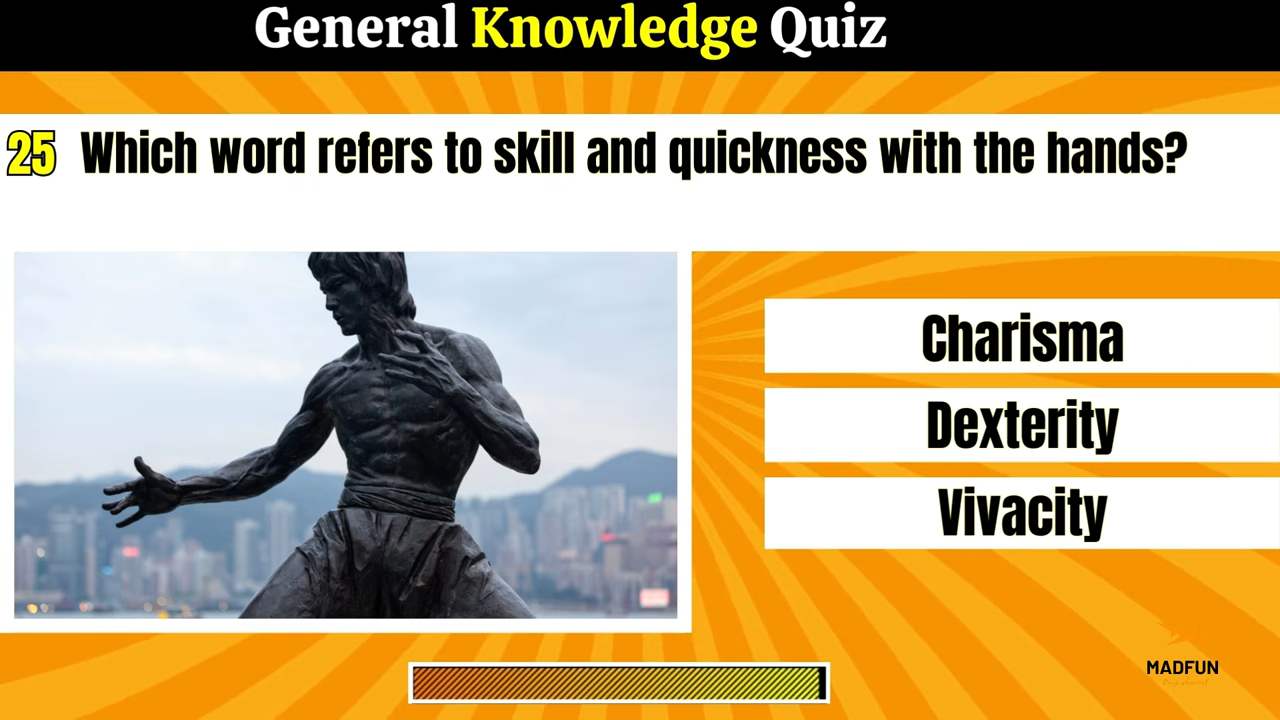 General Knowledge Quiz
25 Which word refers to skill and quickness with the hands?
Charisma
Dexterity
Vivacity
MADFUN